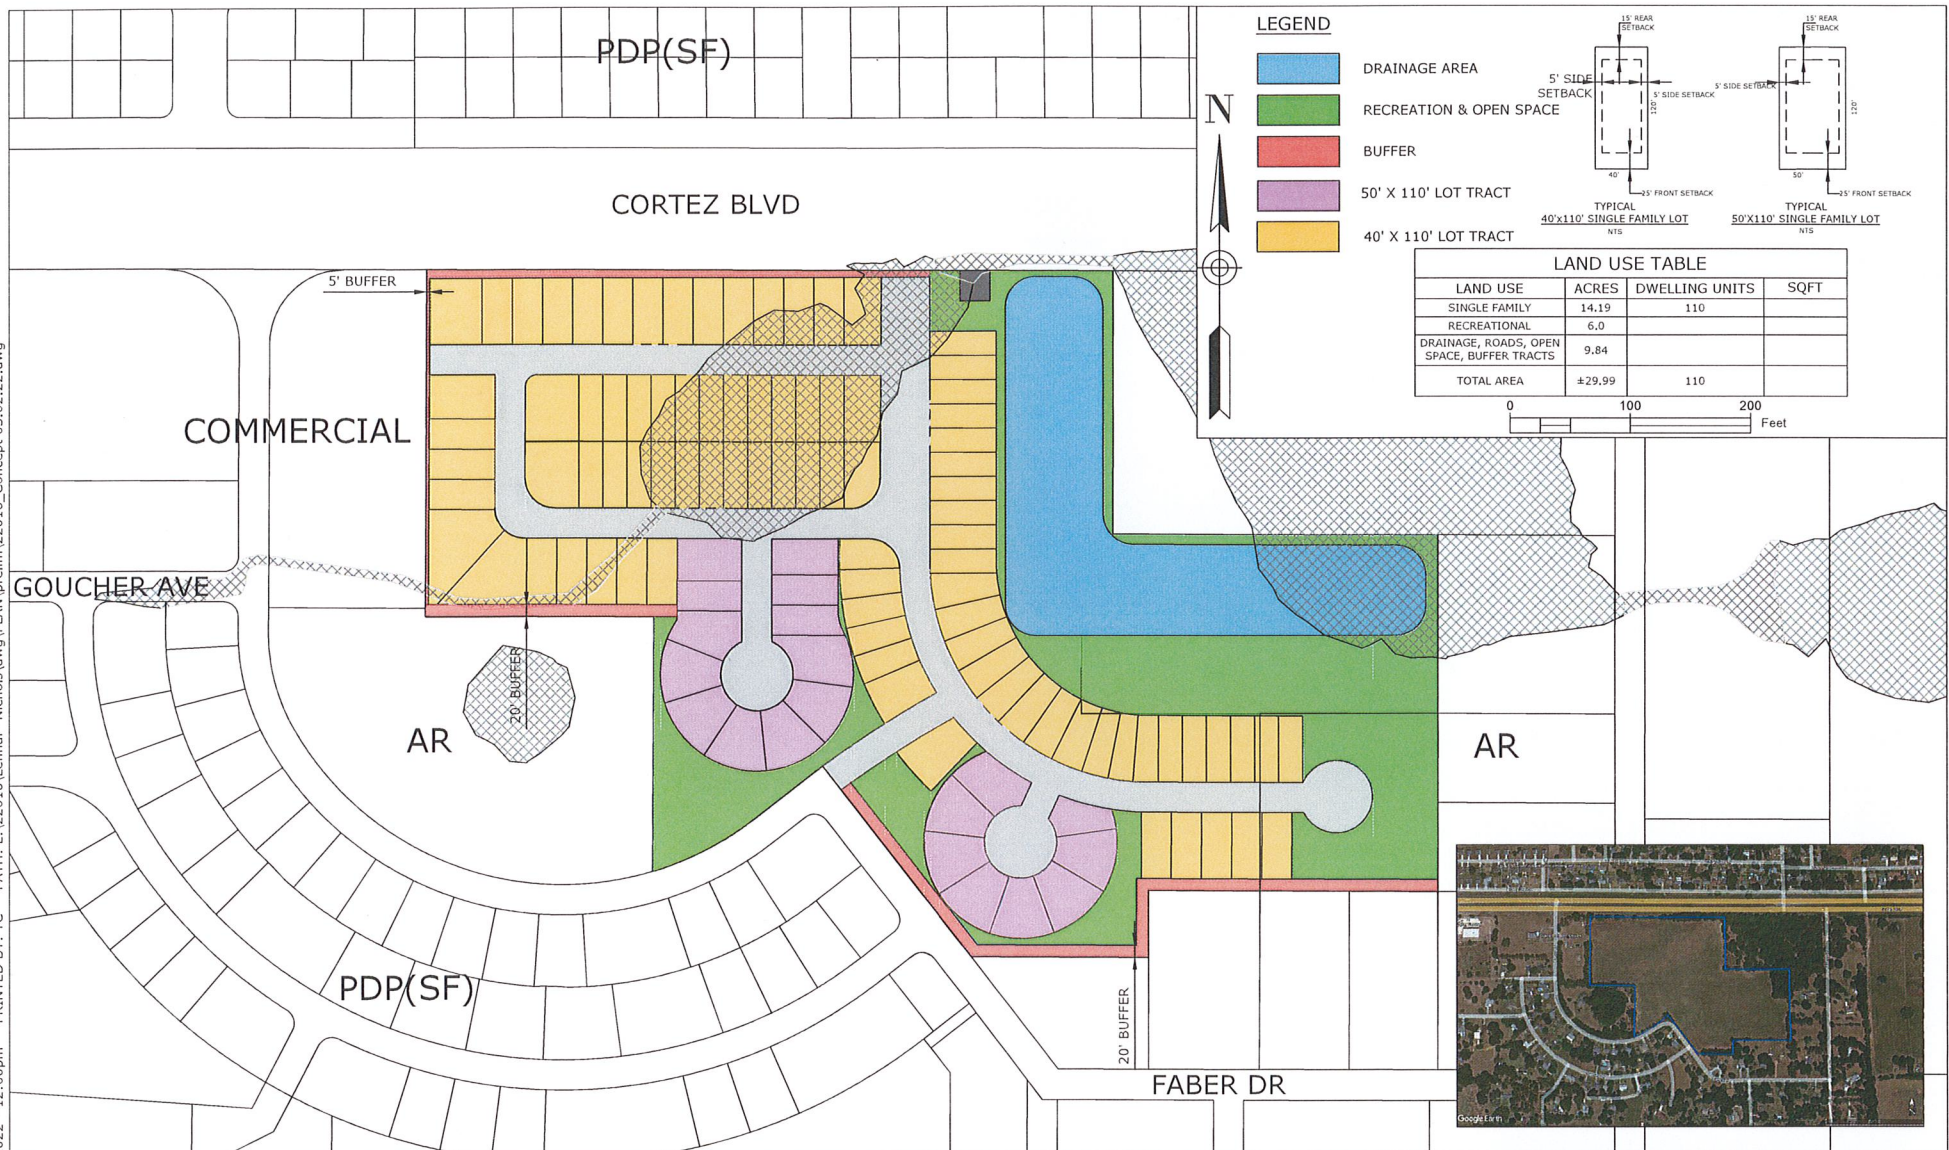 PDP(SF)
CORTEZ BLVD
5' BUFFER
COMMERCIAL
GOUCHER AVE
20' BUFFER
AR
AR
PDP(SF)
20' BUFFER
FABER DR
LEGEND
DRAINAGE AREA
RECREATION & OPEN SPACE
BUFFER
50' X 110' LOT TRACT
40' X 110' LOT TRACT
N
15' REAR
SETBACK
5' SIDE
SETBACK
5' SIDE SETBACK
120'
40'
25' FRONT SETBACK
TYPICAL
40'x110' SINGLE FAMILY LOT
NTS
15' REAR
SETBACK
5' SIDE SETBACK
120'
50'
25' FRONT SETBACK
TYPICAL
50'X110' SINGLE FAMILY LOT
NTS
LAND USE TABLE
LAND USE ACRES DWELLING UNITS SQFT
SINGLE FAMILY 14.19 110
RECREATIONAL 6.0
DRAINAGE, ROADS, OPEN
SPACE, BUFFER TRACTS 9.84
TOTAL AREA ±29.99 110
0 100 200
Feet
Google Earth